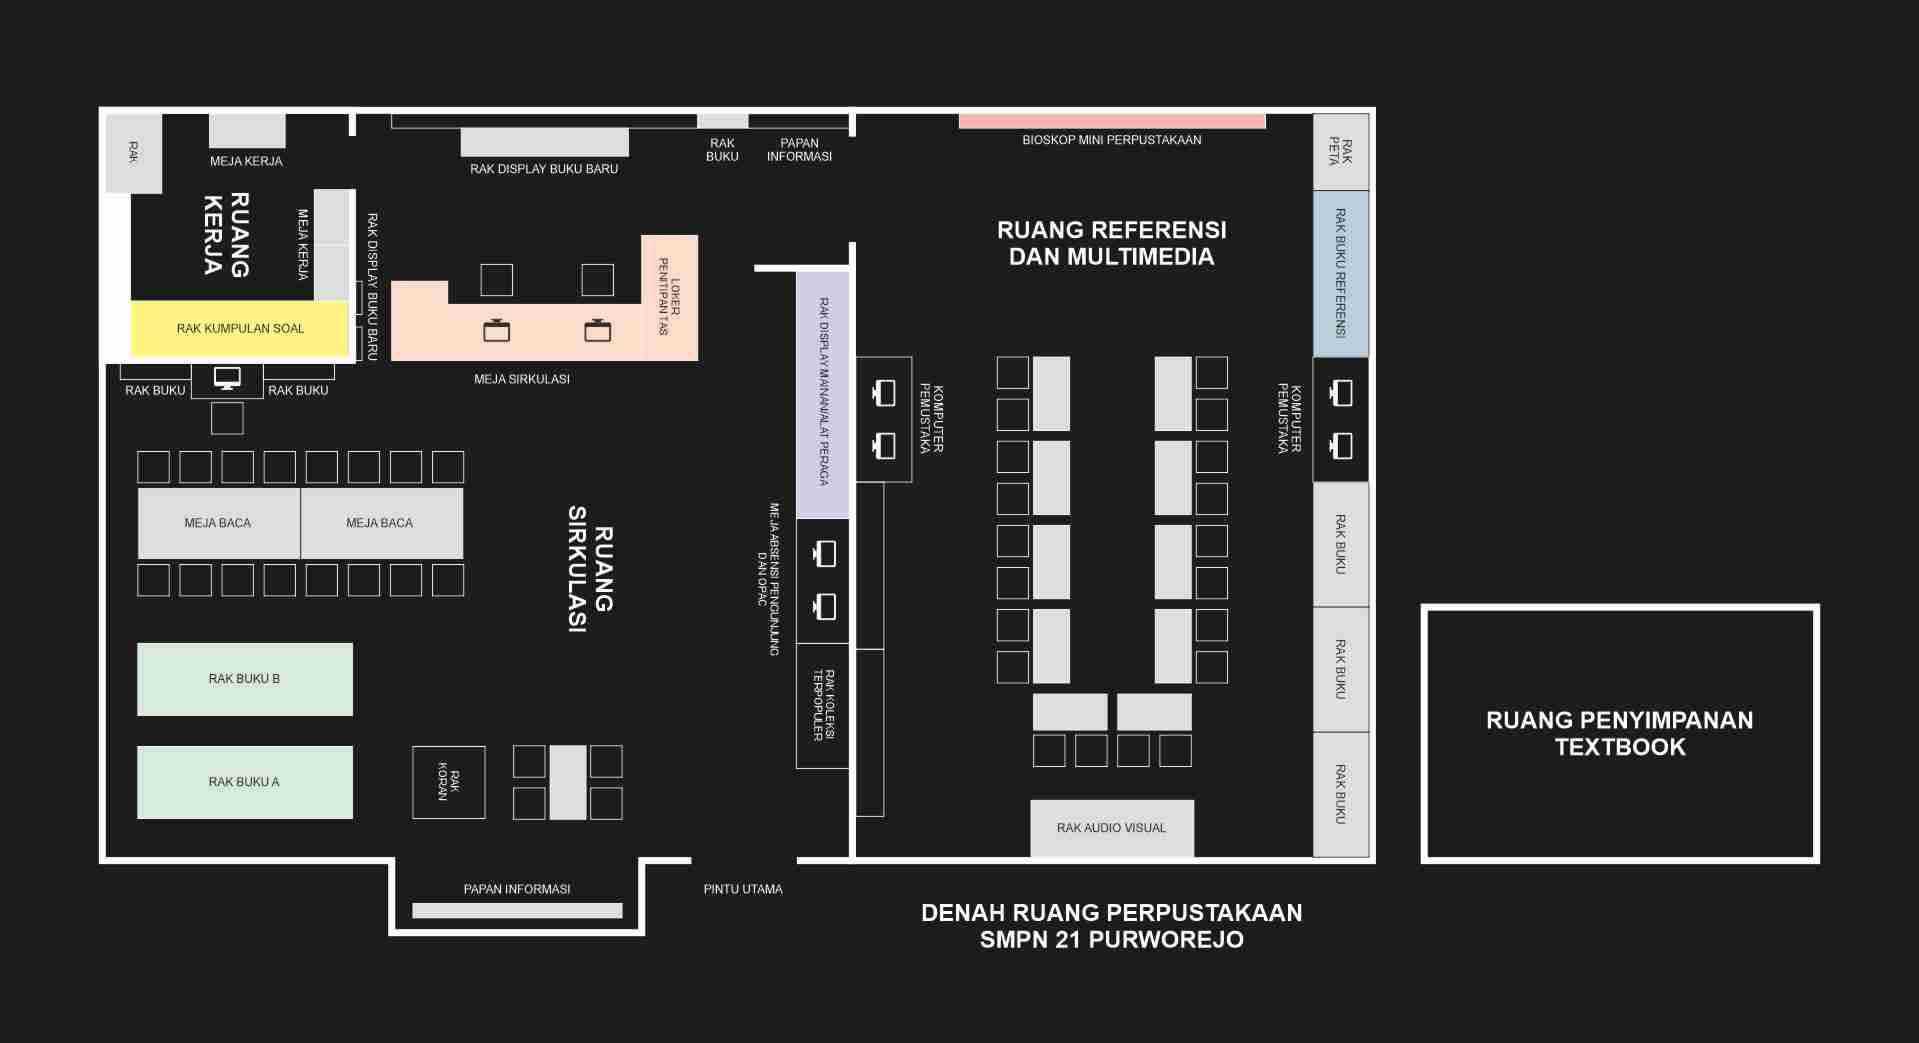 RAK
MEJA KERJA
RUANG
KERJA
MEJA KERJA
RAK KUMPULAN SOAL
RAK DISPLAY BUKU BARU
RAK
BUKU
PAPAN
INFORMASI
RAK DISPLAY BUKU BARU
LOKER
PENITIPAN TAS
MEJA SIRKULASI
RAK BUKU
RAK BUKU
MEJA BACA
MEJA BACA
RUANG
SIRKULASI
RAK BUKU B
RAK BUKU A
RAK
KORAN
RAK DISPLAY MAINAN/ALAT PERAGA
MEJA ABSENSI PENGUNJUNG
DAN OPAC
RAK KOLEKSI
TERPOPULER
PAPAN INFORMASI
PINTU UTAMA
BIOSKOP MINI PERPUSTAKAAN
RUANG REFERENSI
DAN MULTIMEDIA
RAK
PETA
RAK BUKU REFERENSI
KOMPUTER
PEMUSTAKA
KOMPUTER
PEMUSTAKA
RAK BUKU
RAK BUKU
RAK BUKU
RAK AUDIO VISUAL
RUANG PENYIMPANAN
TEXTBOOK
DENAH RUANG PERPUSTAKAAN
SMPN 21 PURWOREJO